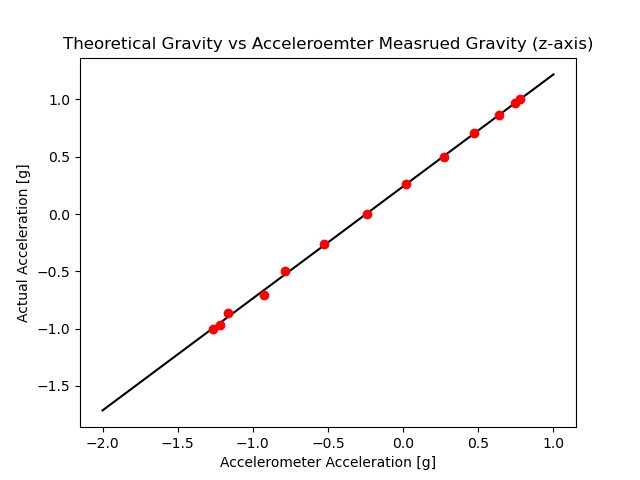 Theoretical Gravity vs Acceleroemter Measrued Gravity (z-axis)
Actual Acceleration [g]
1.0
0.5
0.0
−0.5
−1.0
−1.5
−2.0 −1.5 −1.0 −0.5 0.0 0.5 1.0
Accelerometer Acceleration [g]